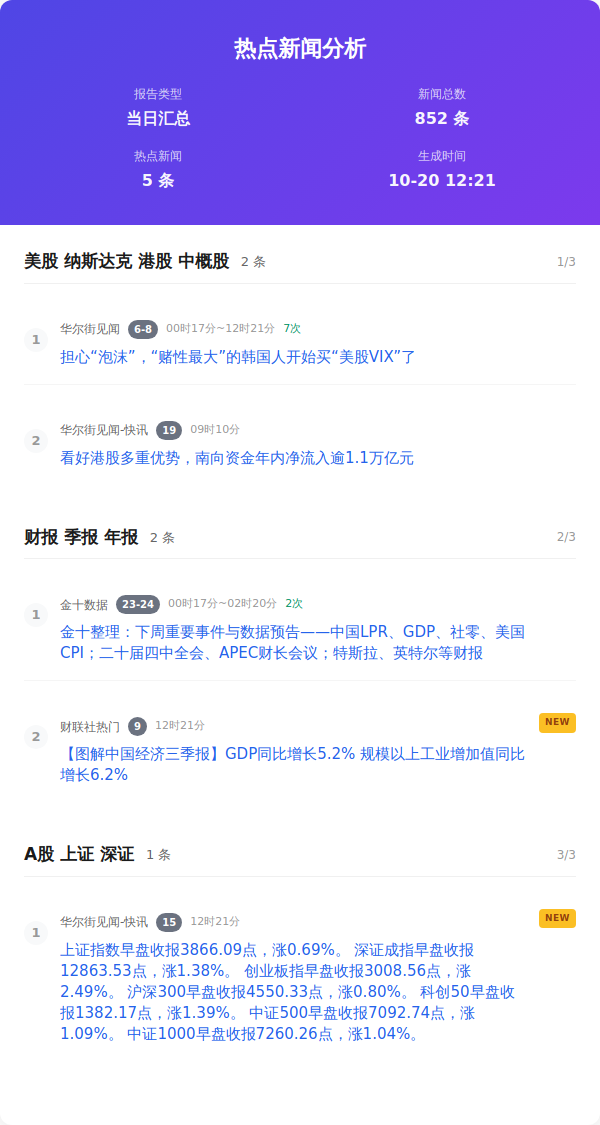 热点新闻分析
报告类型
新闻总数
当日汇总
852 条
热点新闻
生成时间
5 条
10-20 12:21
美股 纳斯达克 港股 中概股 2 条 1/3
1
华尔街见闻 6-8 00时17分~12时21分 7次
担心“泡沫”，“赌性最大”的韩国人开始买“美股VIX”了
2
华尔街见闻-快讯 19 09时10分
看好港股多重优势，南向资金年内净流入逾1.1万亿元
财报 季报 年报 2 条 2/3
1
金十数据 23-24 00时17分~02时20分 2次
金十整理：下周重要事件与数据预告——中国LPR、GDP、社零、美国
CPI；二十届四中全会、APEC财长会议；特斯拉、英特尔等财报
2
财联社热门 9 12时21分 NEW
【图解中国经济三季报】GDP同比增长5.2% 规模以上工业增加值同比
增长6.2%
A股 上证 深证 1 条 3/3
1
华尔街见闻-快讯 15 12时21分 NEW
上证指数早盘收报3866.09点，涨0.69%。 深证成指早盘收报
12863.53点，涨1.38%。 创业板指早盘收报3008.56点，涨
2.49%。 沪深300早盘收报4550.33点，涨0.80%。 科创50早盘收
报1382.17点，涨1.39%。 中证500早盘收报7092.74点，涨
1.09%。 中证1000早盘收报7260.26点，涨1.04%。